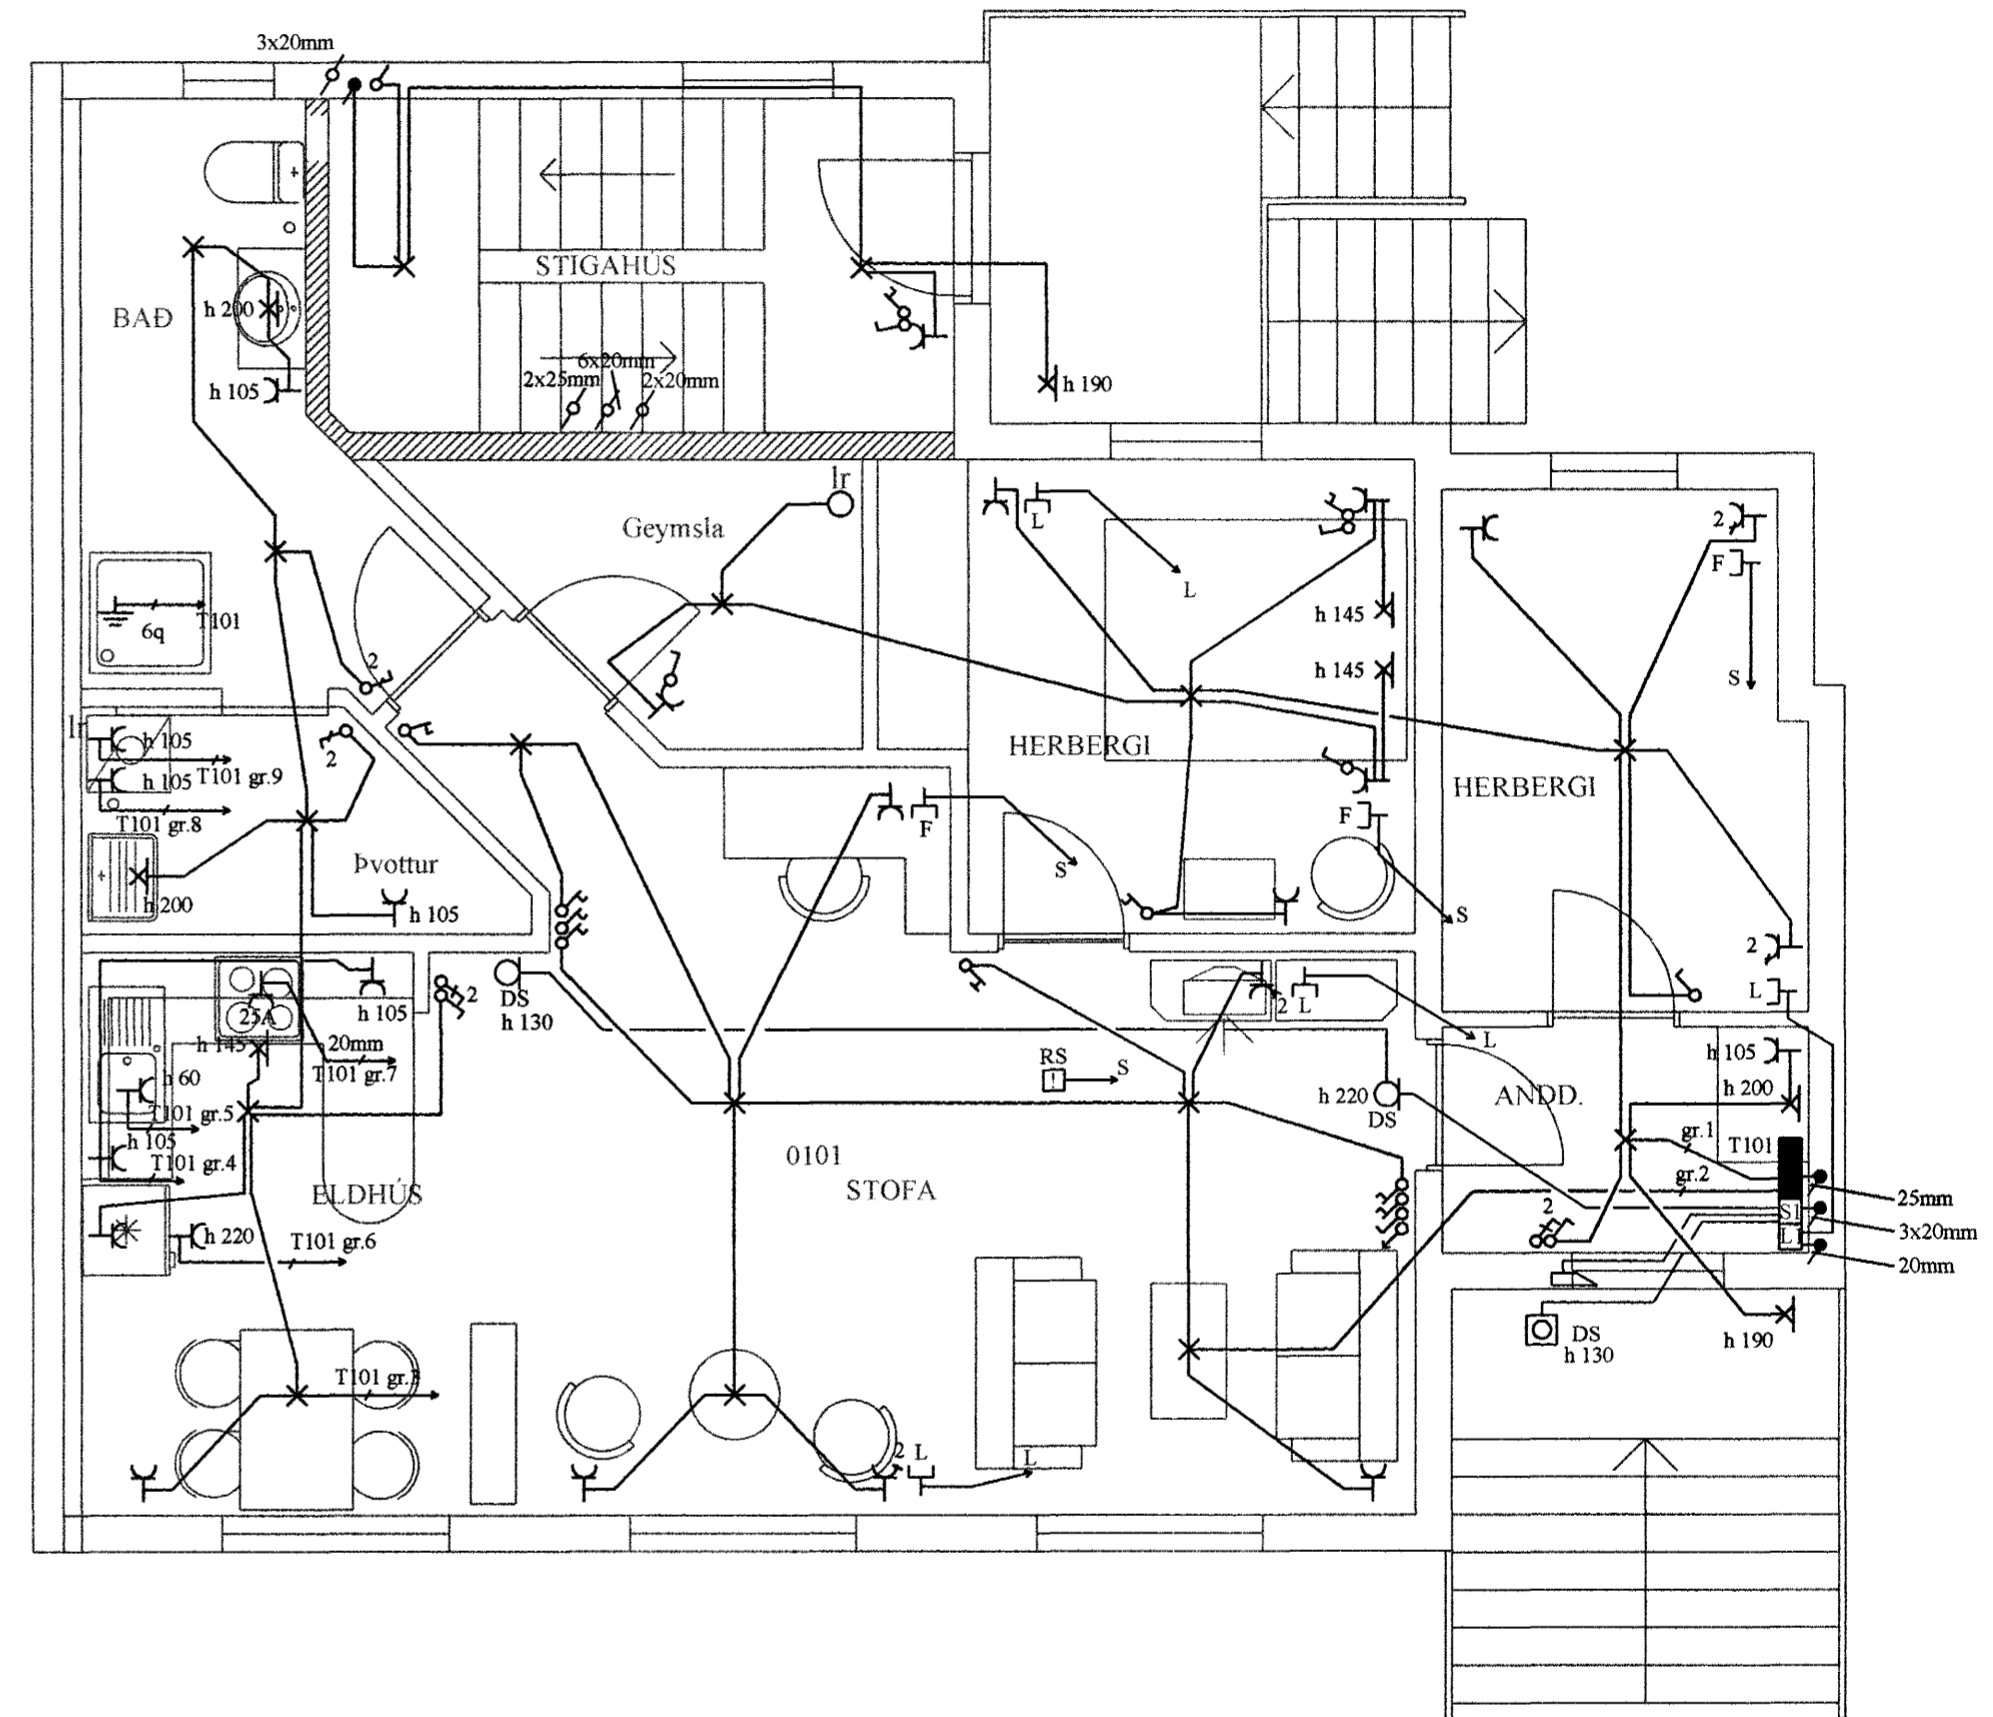 3x20mm
STIGAHÚS
BAÐ
h 200
6x20mm
2x25mm
2x20mm
h 105
h 190
lr
Geymsla
L
2
F
L
6q
T101
h 145
S
2
h 145
lr
h 105
2
T101 gr.9
h 105
T101 gr.8
HERBERGI
HERBERGI
F
F
Þvottur
S
h 200
h 105
S
2
2
DS
h 130
h 105
25A
2
L
L
h 145
20mm
T101 gr.7
RS
S
L
h 105
h 60
h 200
h 220
DS
ANDD.
T101 gr.5
h 105
T101 gr.4
gr.1
T101
0101
STOFA
gr.2
ELDHÚS
25mm
2
S1
h 220
T101 gr.6
L1
3x20mm
20mm
DS
h 130
h 190
T101 gr.3
2
L
L